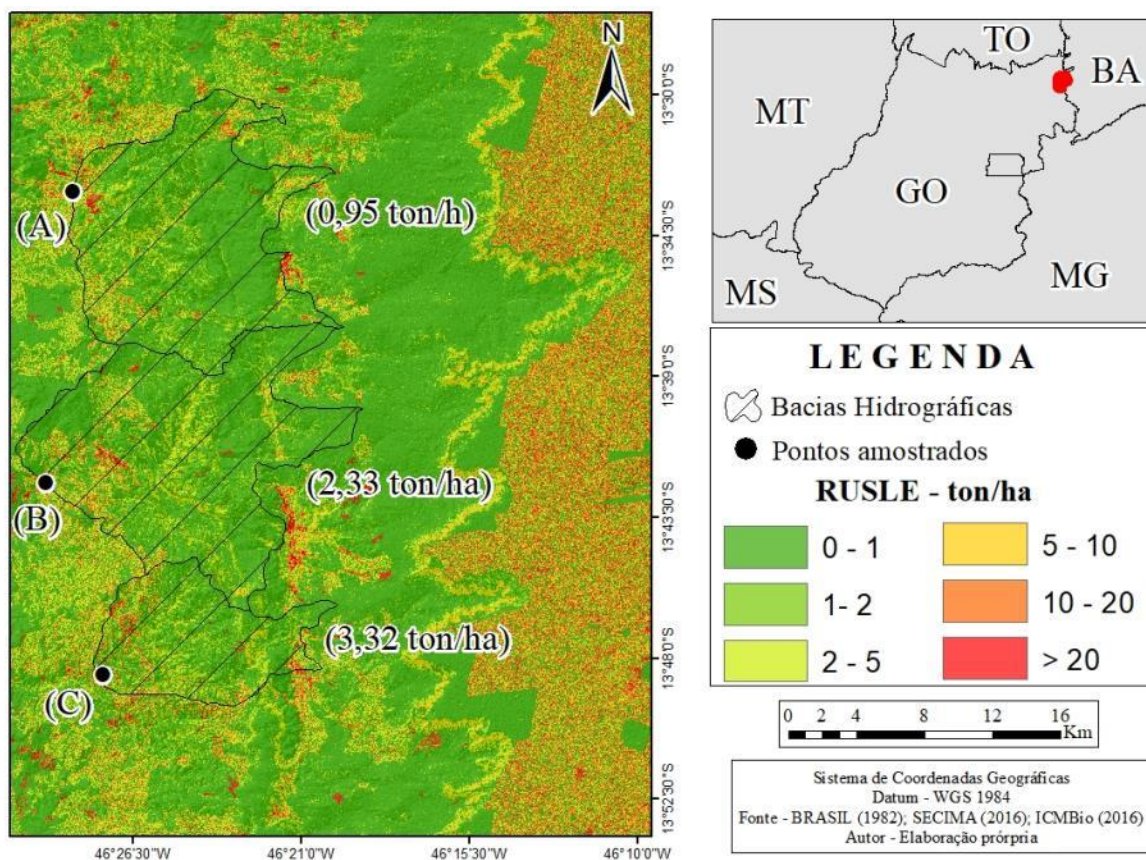 N
(A)
(0,95 ton/h)
(2,33 ton/ha)
(B)
(3,32 ton/ha)
(C)
13°30'0"S
13°34'30"S
13°39'0"S
13°43'30"S
13°48'0"S
13°52'30"S
46°26'30"W
46°21'0"W
46°15'30"W
46°10'0"W
TO
BA
MT
GO
MS
MG
LEGENDA
Bacias Hidrográficas
Pontos amostrados
RUSLE - ton/ha
0 - 1
5 - 10
1- 2
10 - 20
2 - 5
> 20
0 2 4 8 12 16
Km
Sistema de Coordenadas Geográficas
Datum - WGS 1984
Fonte - BRASIL (1982); SECIMA (2016); ICMBio (2016)
Autor - Elaboração prórpria